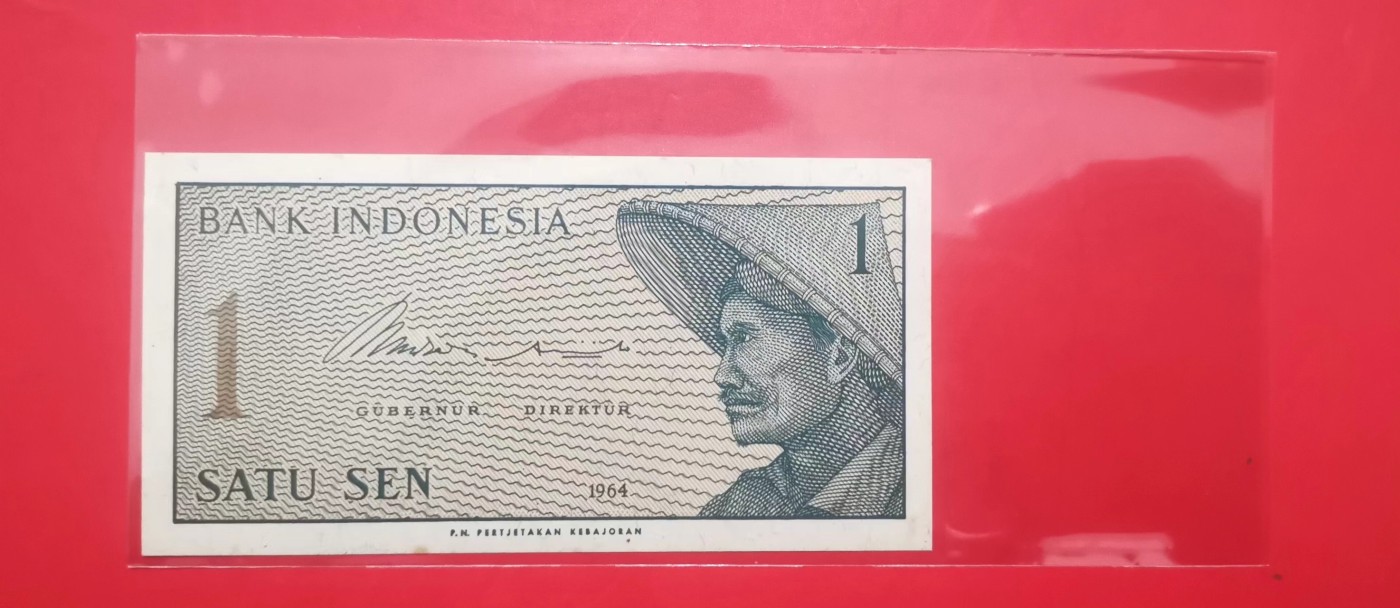 BANK INDONESIA
1
1
GUBERNUR DIREKTUR
SATU SEN
1964
P.N. PERTJETAKAN KEBAJORAN